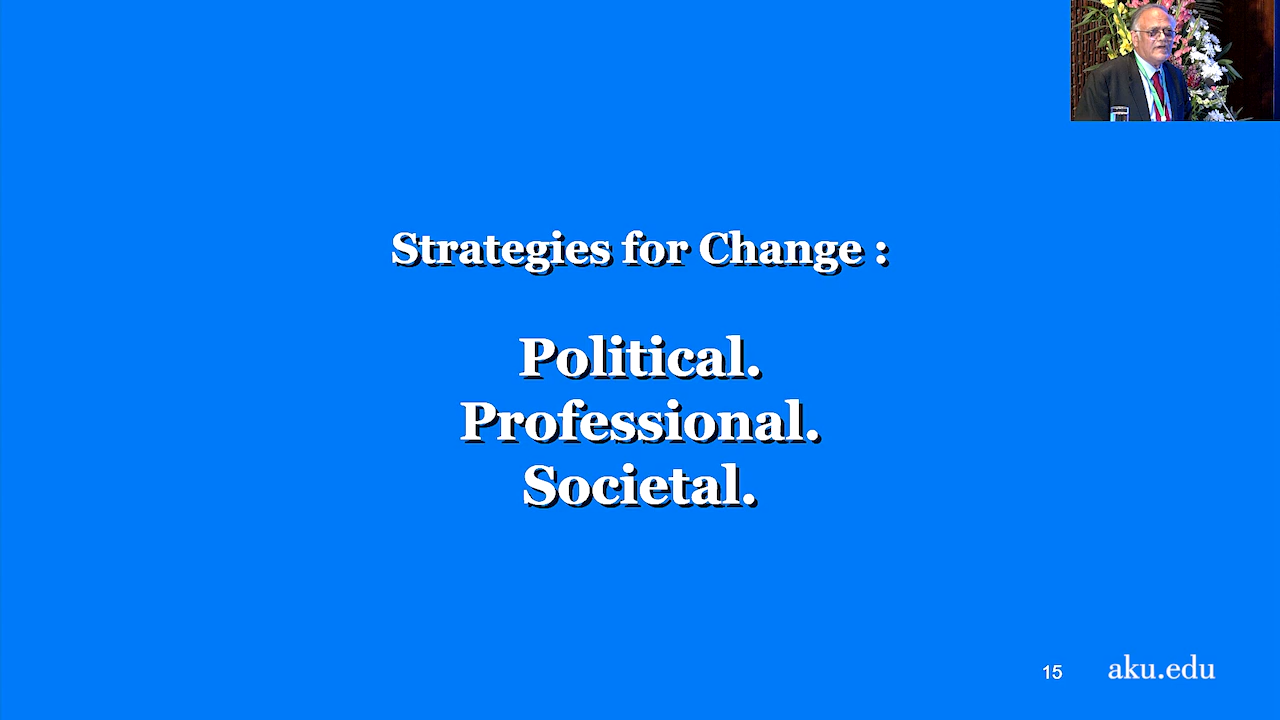 Strategies for Change :
Political.
Professional.
Societal.
15
aku.edu